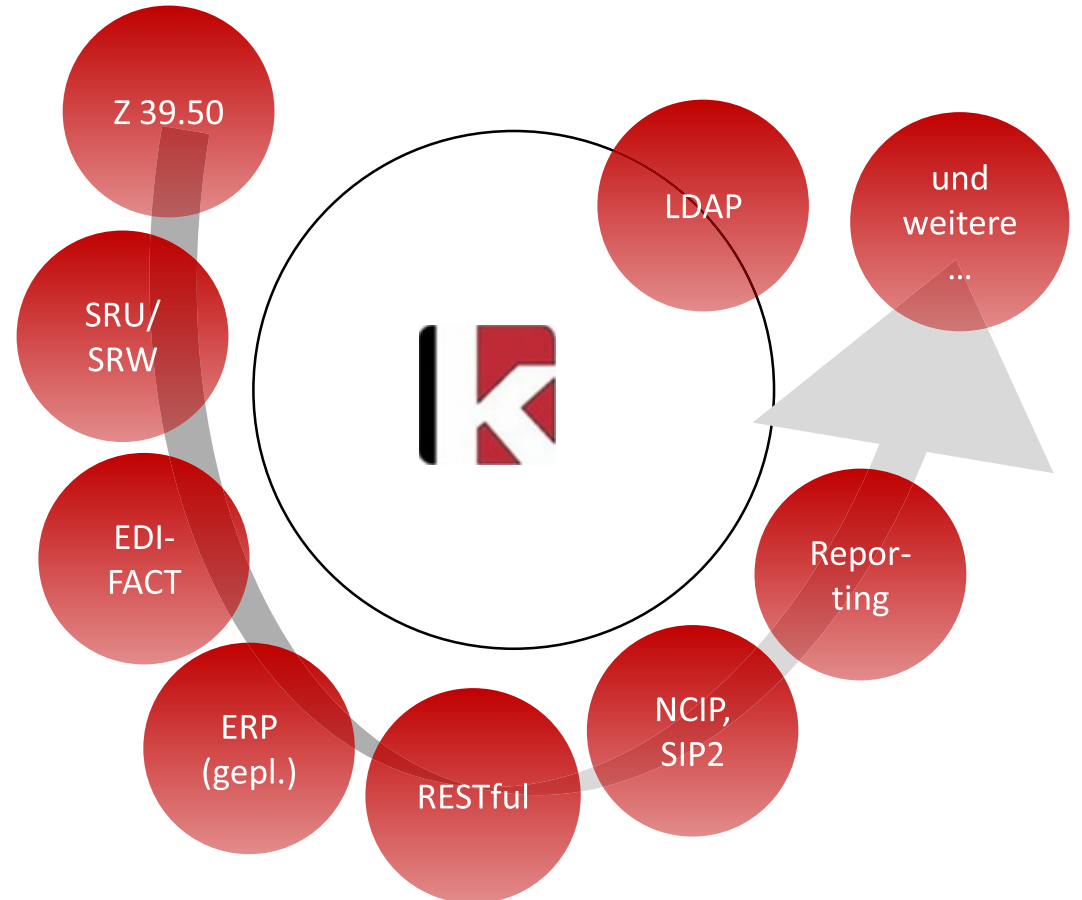 Z 39.50
SRU/
SRW
EDI-
FACT
ERP
(gepl.)
RESTful
NCIP,
SIP2
Repor-
ting
LDAP
und
weitere
...
K